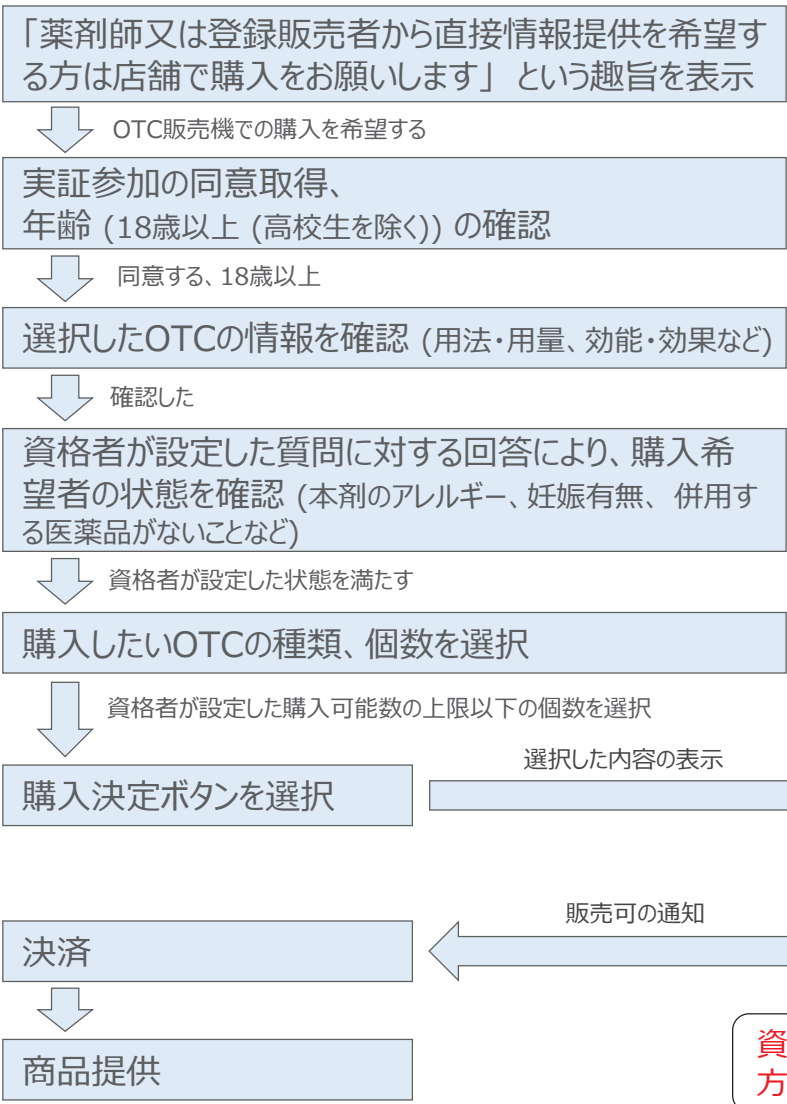 「薬剤師又は登録販売者から直接情報提供を希望す
る方は店舗で購入をお願いします」という趣旨を表示
OTC販売機での購入を希望する
実証参加の同意取得、
年齢 (18歳以上 (高校生を除く)) の確認
同意する、18歳以上
選択したOTCの情報を確認 (用法・用量、効能・効果など)
確認した
資格者が設定した質問に対する回答により、購入希
望者の状態を確認 (本剤のアレルギー、妊娠有無、併用す
る医薬品がないことなど)
資格者が設定した状態を満たす
購入したいOTCの種類、個数を選択
資格者が設定した購入可能数の上限以下の個数を選択
選択した内容の表示
購入決定ボタンを選択
販売可の通知
決済
商品提供
資
方